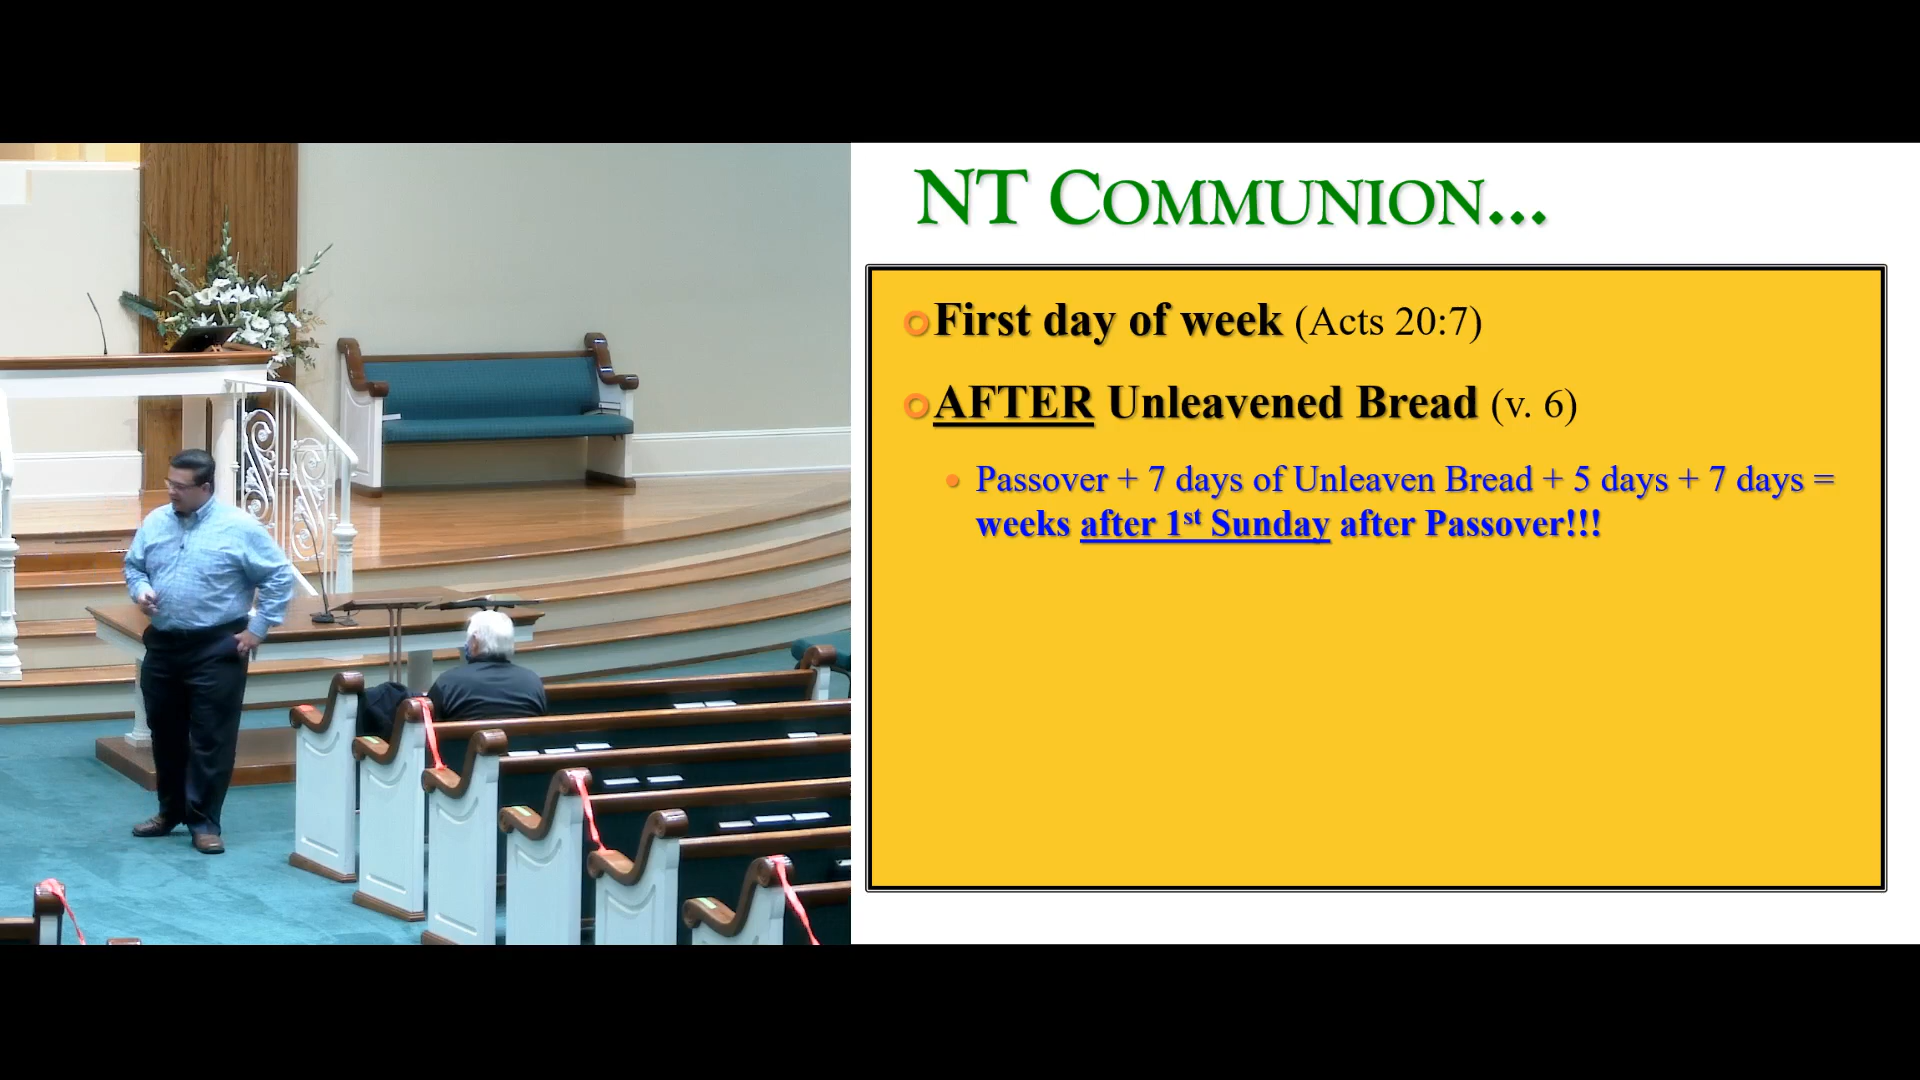 NT COMMUNION...
First day of week (Acts 20:7)
AFTER Unleavened Bread (v. 6)
Passover + 7 days of Unleaven Bread + 5 days + 7 days =
weeks after 1st Sunday after Passover!!!